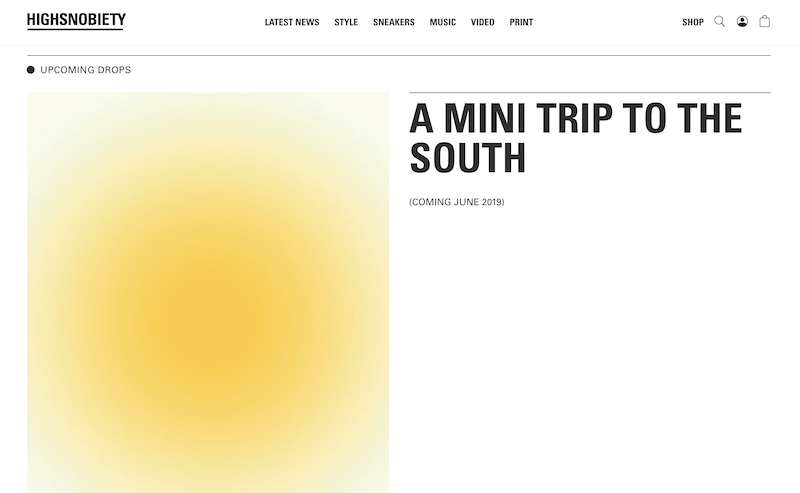 HIGHSNOBIETY
LATEST NEWS STYLE SNEAKERS MUSIC VIDEO PRINT
SHOP
UPCOMING DROPS
A MINI TRIP TO THE
SOUTH
(COMING JUNE 2019)